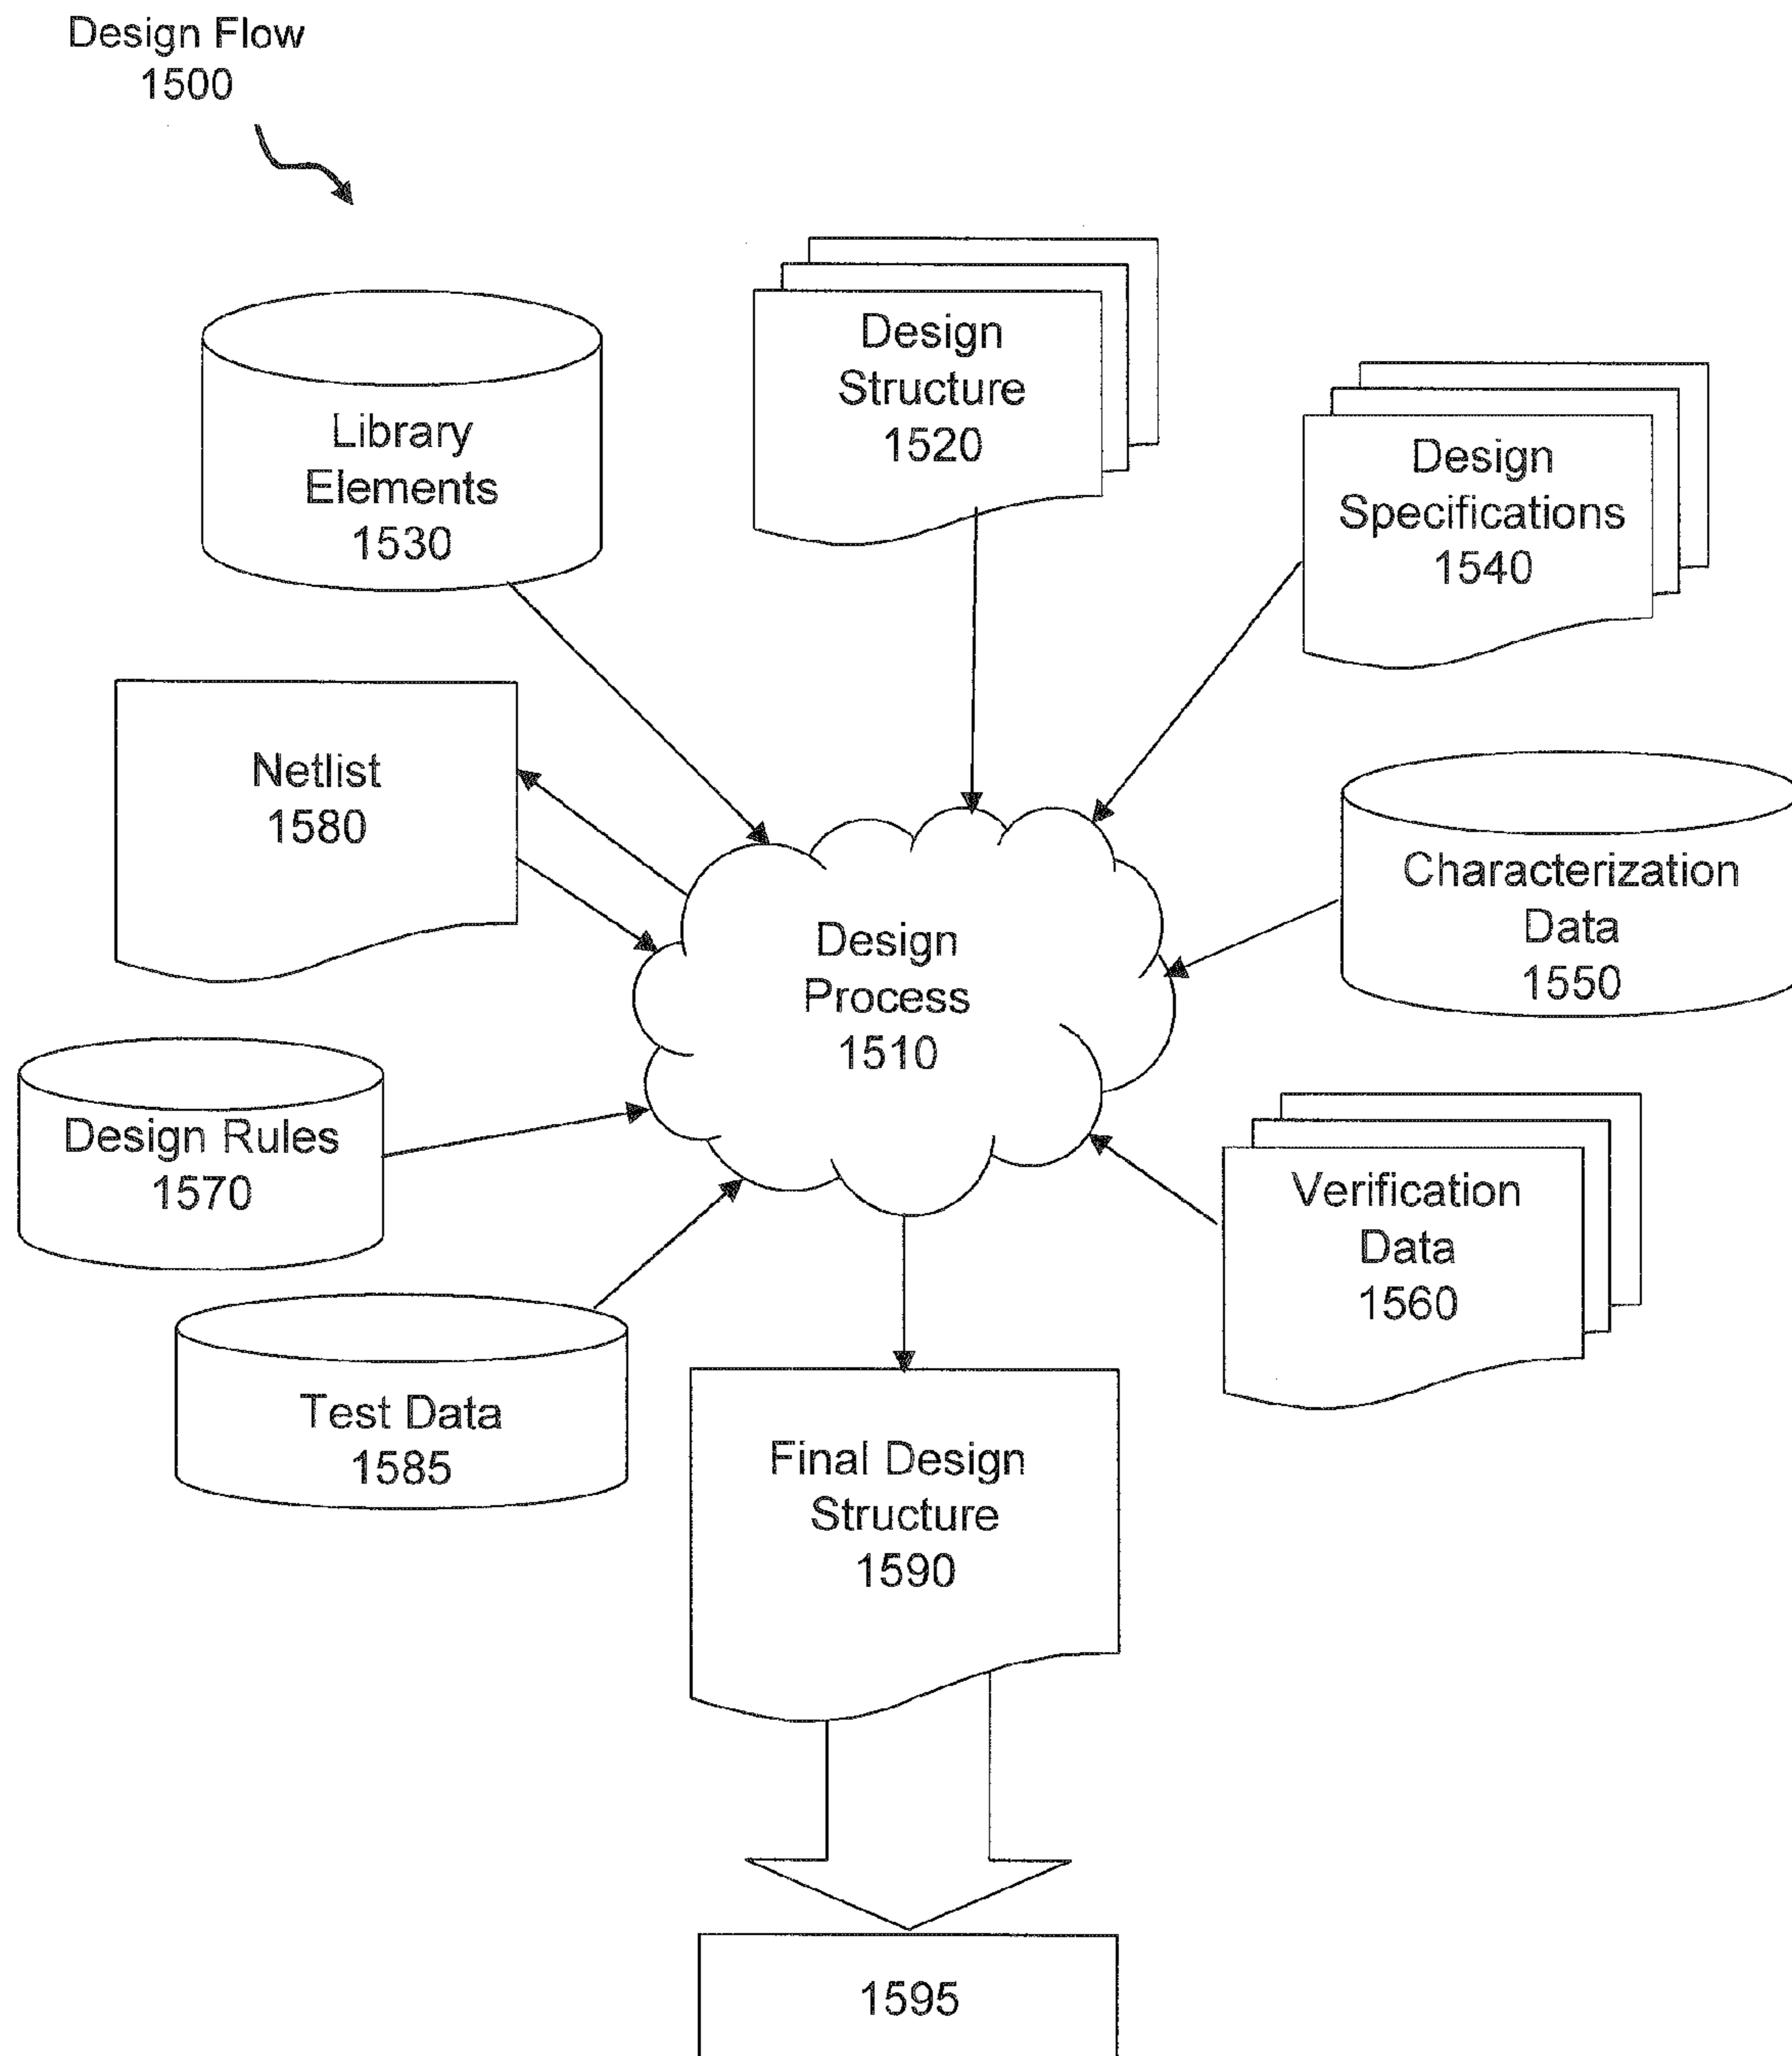 Design Flow
1500
Design
Structure
1520
Library
Elements
1530
Design
Specifications
1540
Netlist
1580
Characterization
Data
1550
Design
Process
1510
Design Rules
1570
Verification
Data
1560
Test Data
1585
Final Design
Structure
1590
1595